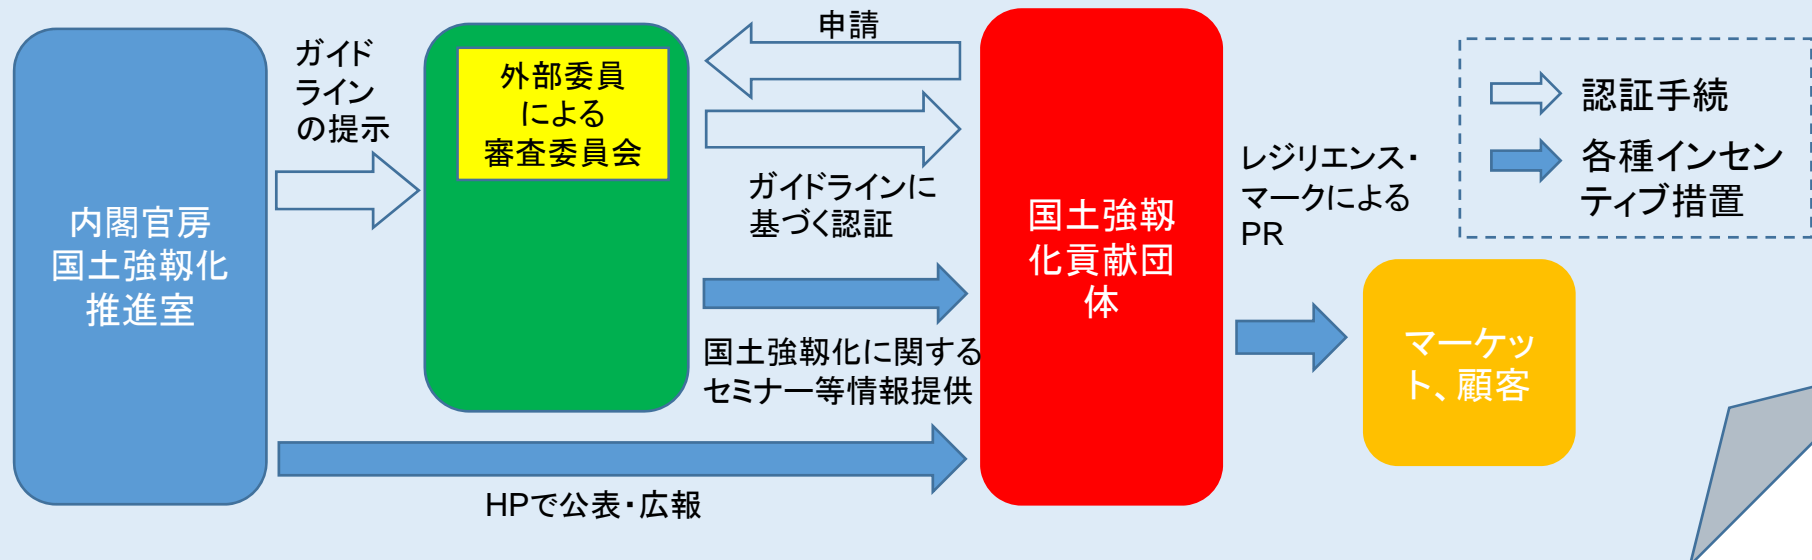 内閣官房
国土強靱化
推進室
ガイド
ライン
の提示
外部委員
による
審査委員会
申請
ガイドラインに
基づく認証
国土強靱化に関する
セミナー等情報提供
HPで公表・広報
国土強靱
化貢献団
体
レジリエンス・
マークによる
PR
マーケッ
ト、顧客
認証手続
各種インセン
ティブ措置